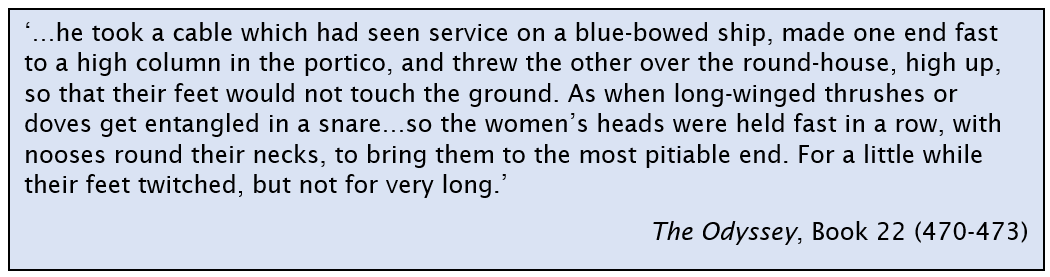 ‘…he took a cable which had seen service on a blue-bowed ship, made one end fast
to a high column in the portico, and threw the other over the round-house, high up,
so that their feet would not touch the ground. As when long-winged thrushes or
doves get entangled in a snare…so the women’s heads were held fast in a row, with
nooses round their necks, to bring them to the most pitiable end. For a little while
their feet twitched, but not for very long.’
The Odyssey, Book 22 (470-473)